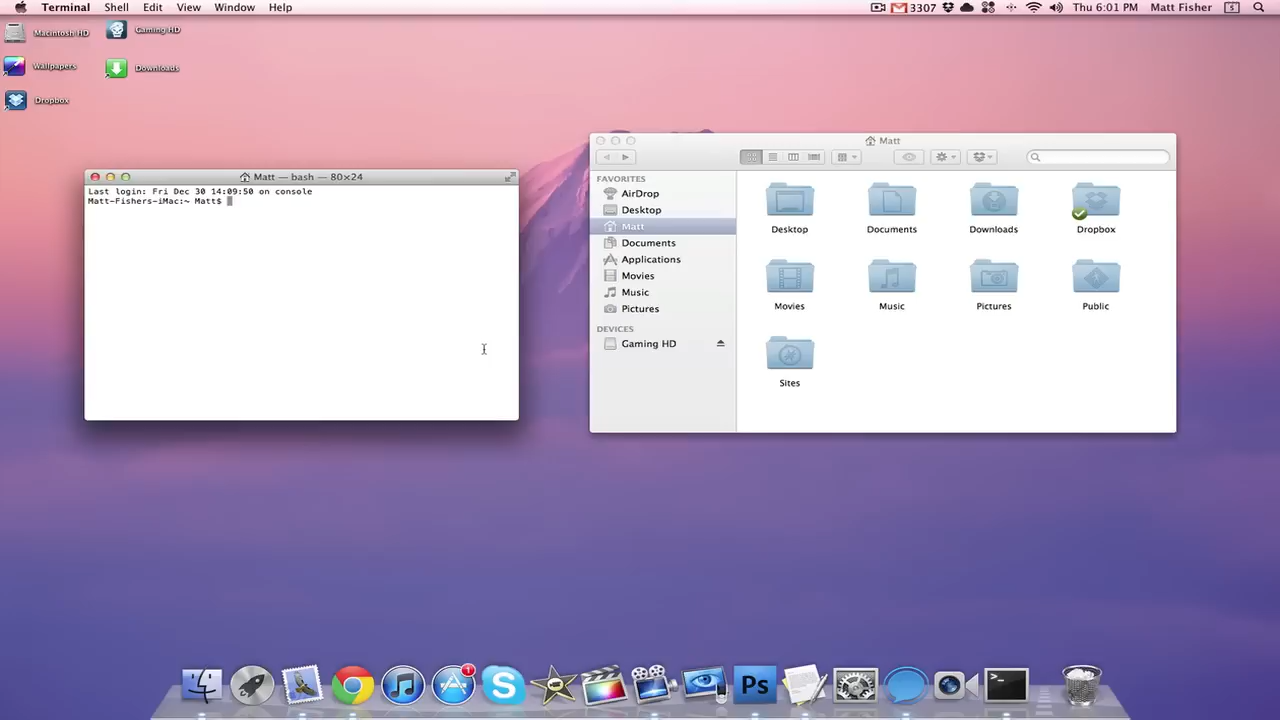 Terminal Shell Edit View Window Help 3307 Thu 6:01 PM Matt Fisher
Macintosh HD
Gaming HD
Wallpapers
Downloads
Dropbox
Matt — bash — 80×24
Last login: Fri Dec 30 14:09:50 on console
Matt-Fishers-iMac:~ Matt$
Matt
FAVORITES
AirDrop
Desktop
Matt
Documents
Applications
Movies
Music
Pictures
DEVICES
Gaming HD
Desktop Documents Downloads Dropbox
Movies Music Pictures Public
Sites
1
S
Ps
>_